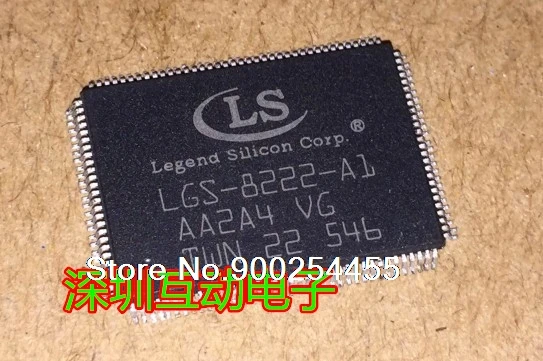 LS
Legend Silicon Corp.®
LGS-8222-A1
AA2A4 VG
TWN 22 546
Store No.900254455
深圳互动电子